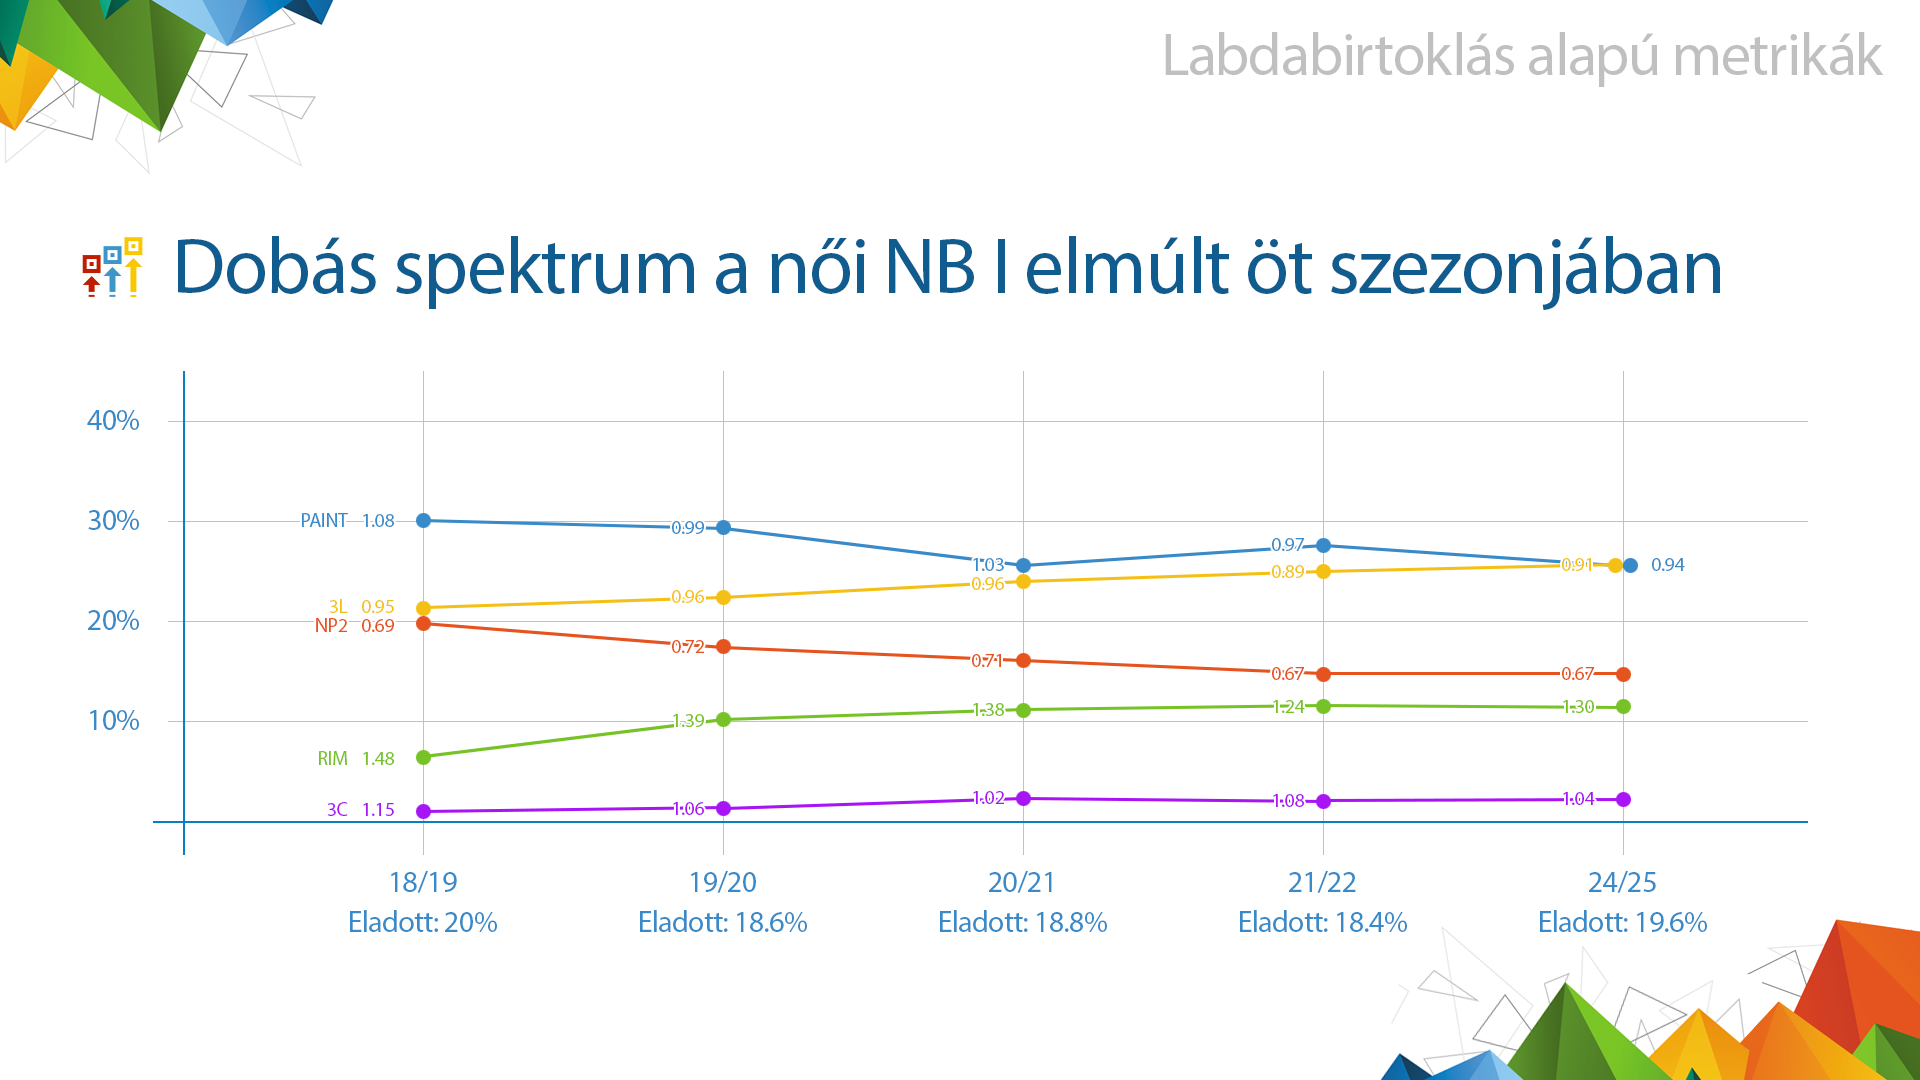 Labdabirtoklás alapú metrikák
Dobás spektrum a női NB I elmúlt öt szezonjában
40%
30%
20%
10%
PAINT 1.08
0.99
1.03
0.97
0.94
3L 0.95
0.96
0.96
0.89
0.91
NP2 0.69
0.72
0.71
0.67
0.67
RIM 1.48
1.39
1.38
1.24
1.30
3C 1.15
1.06
1.02
1.08
1.04
18/19
19/20
20/21
21/22
24/25
Eladott: 20%
Eladott: 18.6%
Eladott: 18.8%
Eladott: 18.4%
Eladott: 19.6%